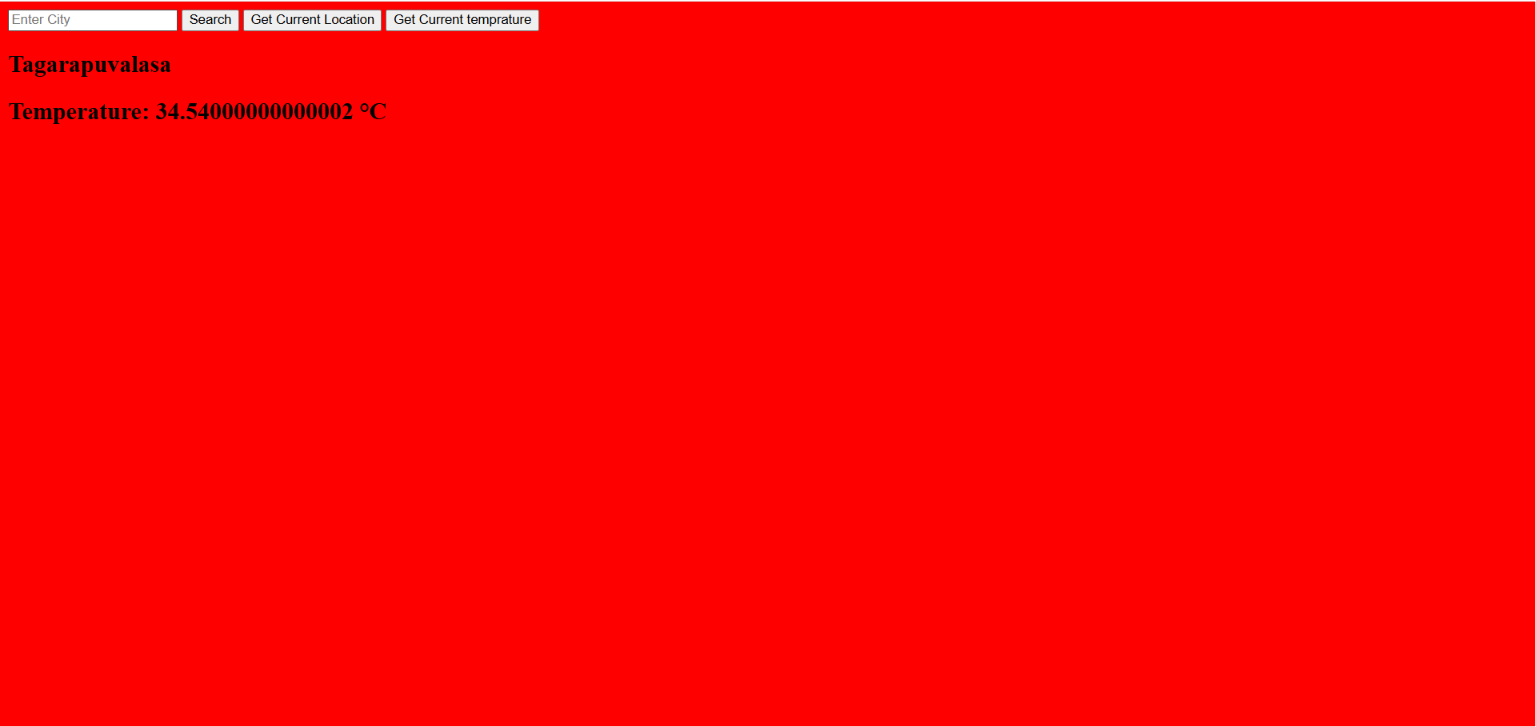 Enter City Search Get Current Location Get Current temprature
Tagarapuvalasa
Temperature: 34.54000000000002 °C